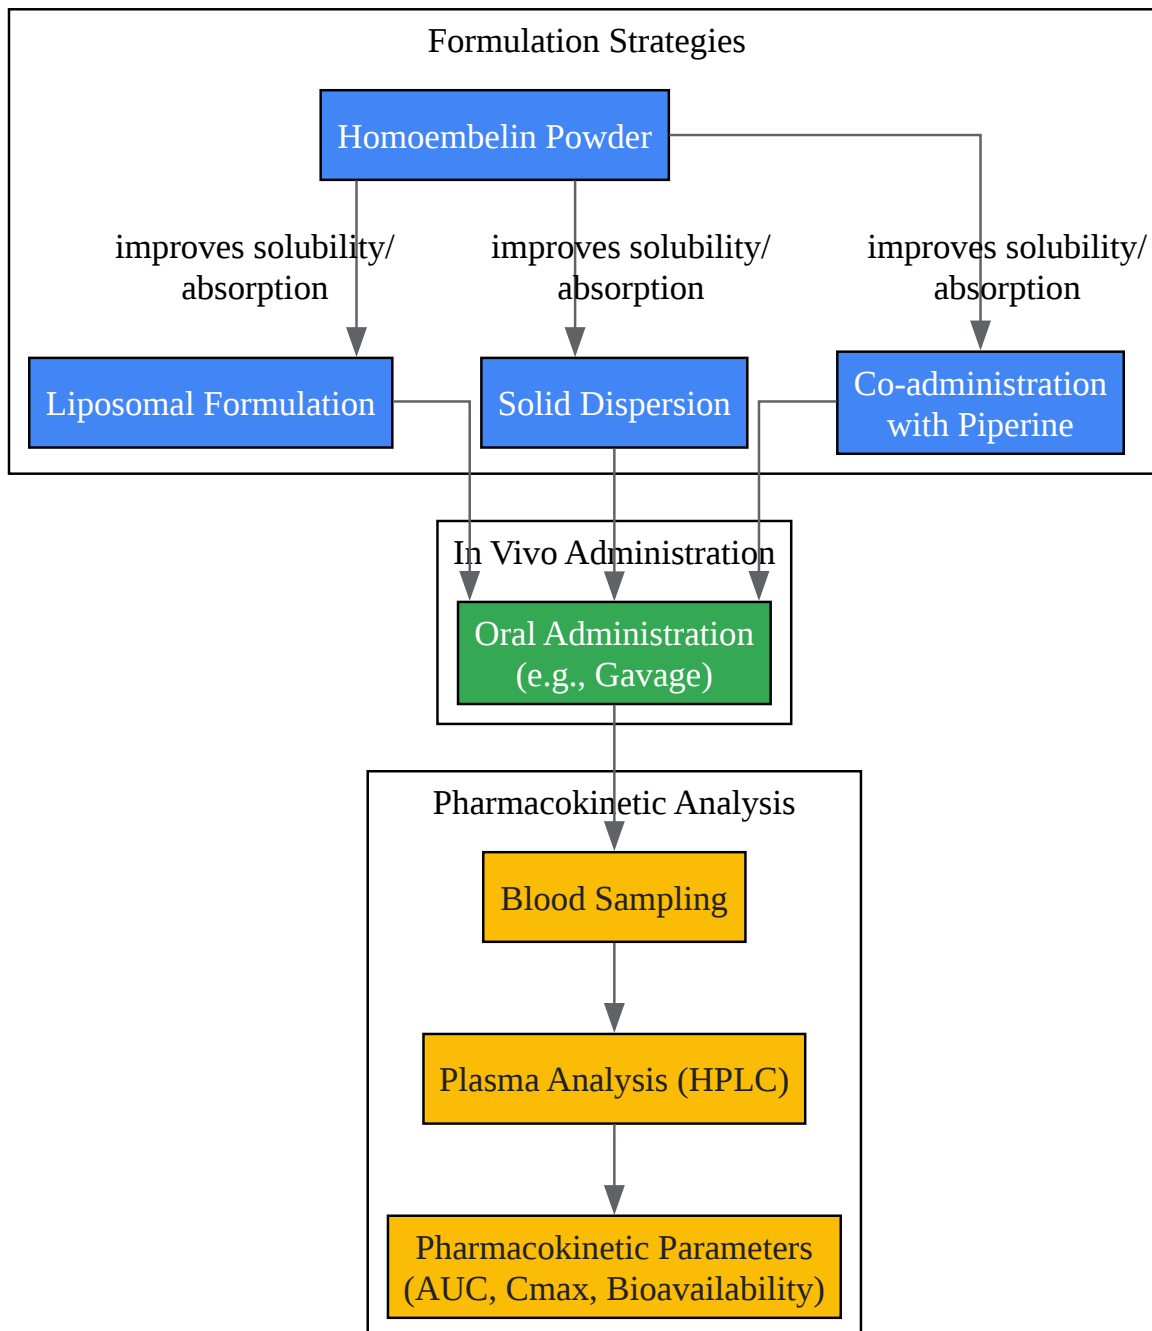 Formulation Strategies
Homoembelin Powder
improves solubility/
absorption
improves solubility/
absorption
improves solubility/
absorption
Liposomal Formulation
Solid Dispersion
Co-administration
with Piperine
In Vivo Administration
Oral Administration
(e.g., Gavage)
Pharmacokinetic Analysis
Blood Sampling
Plasma Analysis (HPLC)
Pharmacokinetic Parameters
(AUC, Cmax, Bioavailability)